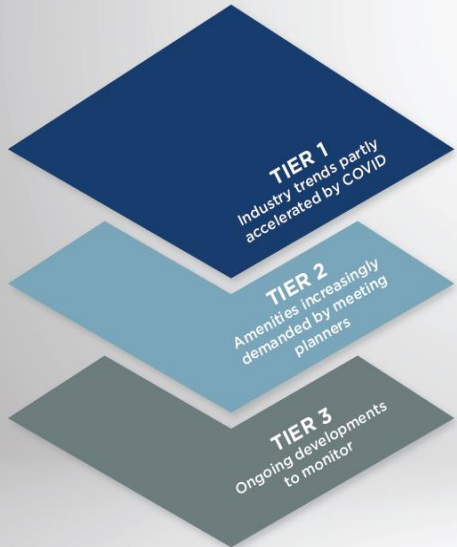 TIER 1
Industry trends partly
accelerated by COVID
TIER 2
Amenities increasingly
demanded by meeting
planners
TIER 3
Ongoing developments
to monitor